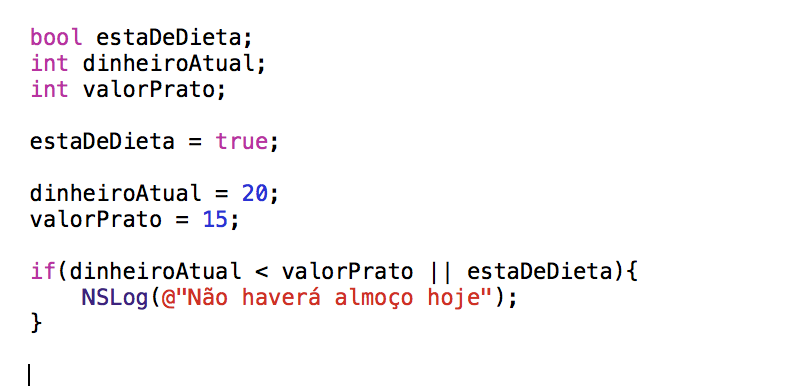 bool estaDeDieta;
int dinheiroAtual;
int valorPrato;
estaDeDieta = true;
dinheiroAtual = 20;
valorPrato = 15;
if(dinheiroAtual < valorPrato || estaDeDieta){
    NSLog(@"Não haverá almoço hoje");
}